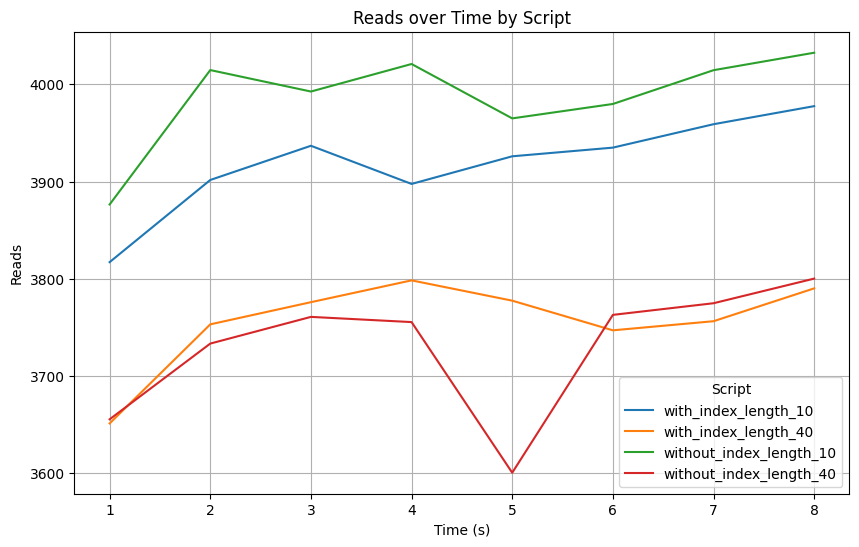 Reads over Time by Script
4000
3900
3800
3700
3600
Reads
1 2 3 4 5 6 7 8
Time (s)
Script
with_index_length_10
with_index_length_40
without_index_length_10
without_index_length_40